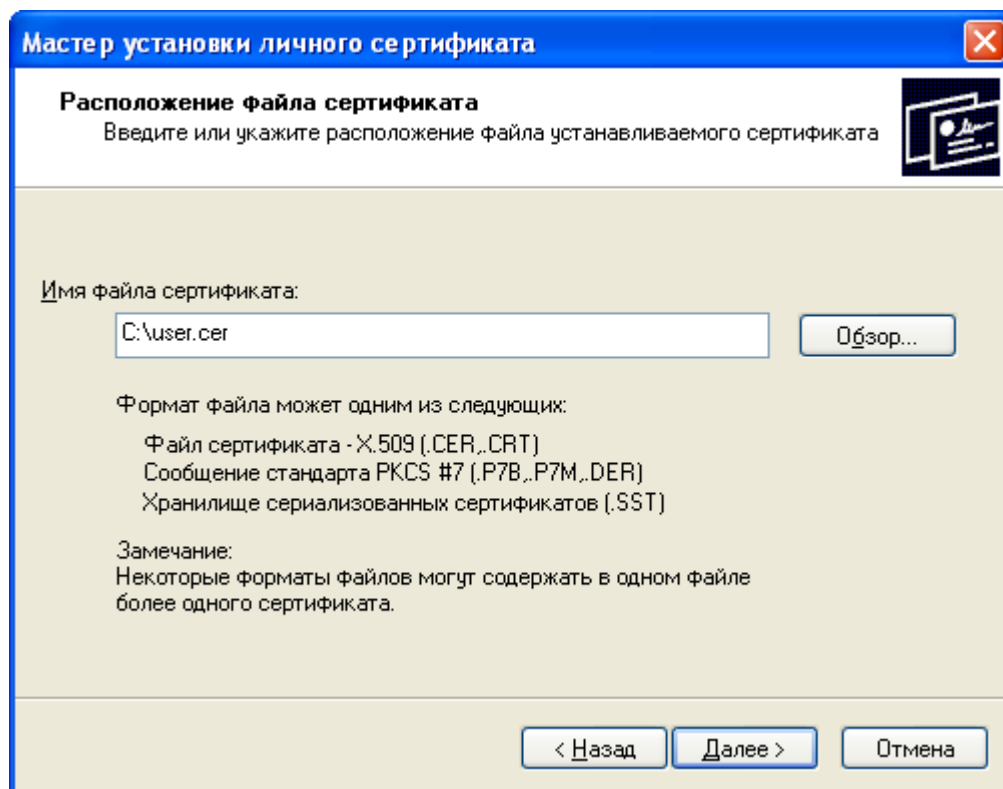 Мастер установки личного сертификата
Расположение файла сертификата
Введите или укажите расположение файла устанавливаемого сертификата
Имя файла сертификата:
C:\user.cer
Обзор...
Формат файла может одним из следующих:
Файл сертификата - X.509 (.CER,.CRT)
Сообщение стандарта PKCS #7 (.P7B,.P7M,.DER)
Хранилище сериализованных сертификатов (.SST)
Замечание:
Некоторые форматы файлов могут содержать в одном файле
более одного сертификата.
< Назад
Далее >
Отмена